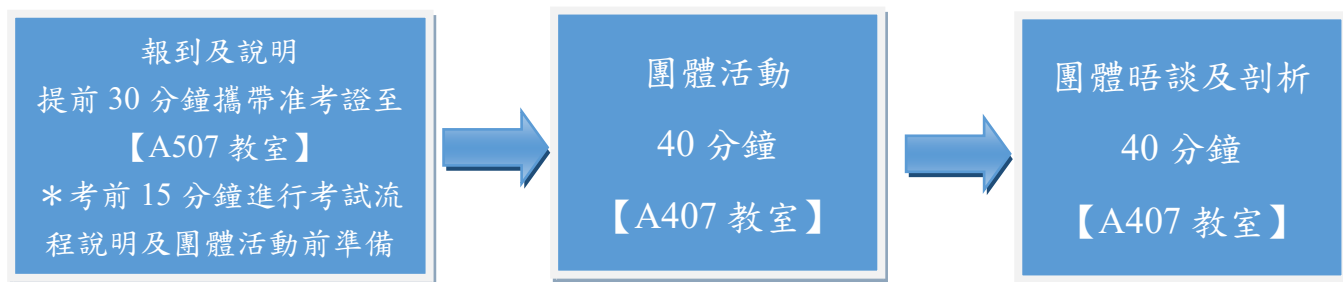 報到及說明
提前 30 分鐘攜帶准考證至
【A507 教室】
＊考前 15 分鐘進行考試流
程說明及團體活動前準備
團體活動
40 分鐘
【A407 教室】
團體晤談及剖析
40 分鐘
【A407 教室】